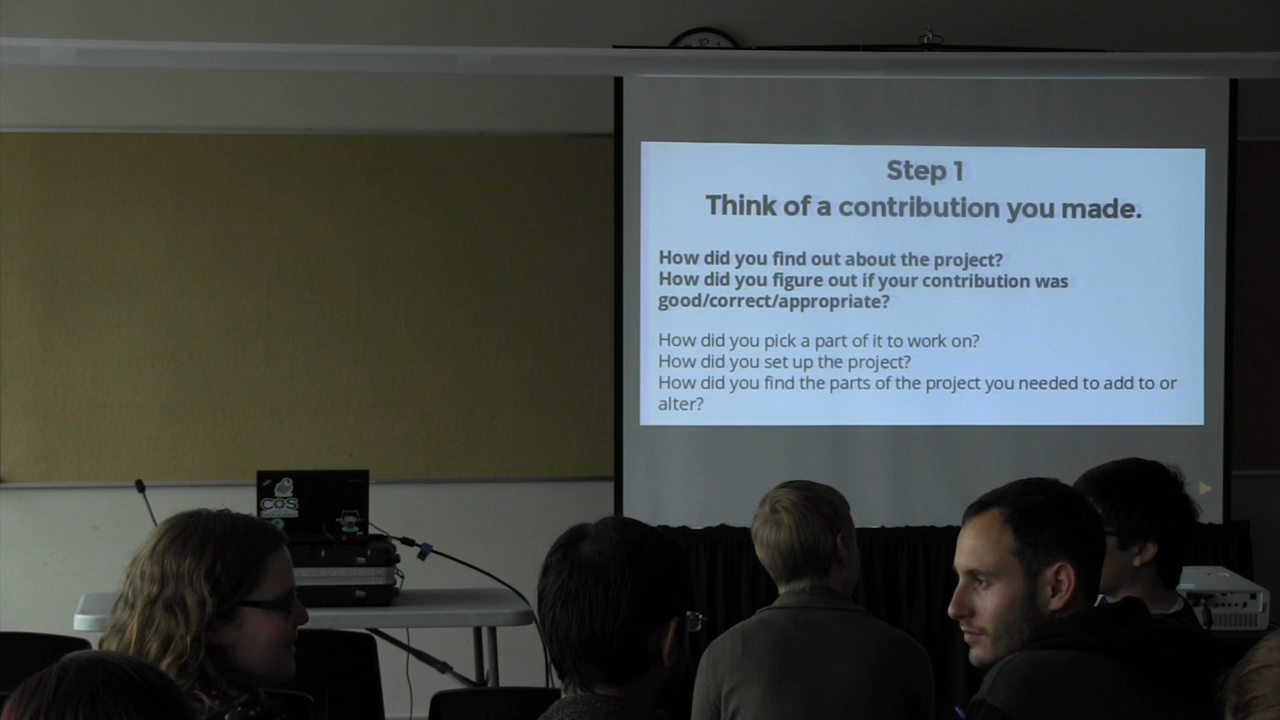 Step 1
Think of a contribution you made.
How did you find out about the project?
How did you figure out if your contribution was
good/correct/appropriate?
How did you pick a part of it to work on?
How did you set up the project?
How did you find the parts of the project you needed to add to or
alter?
COS